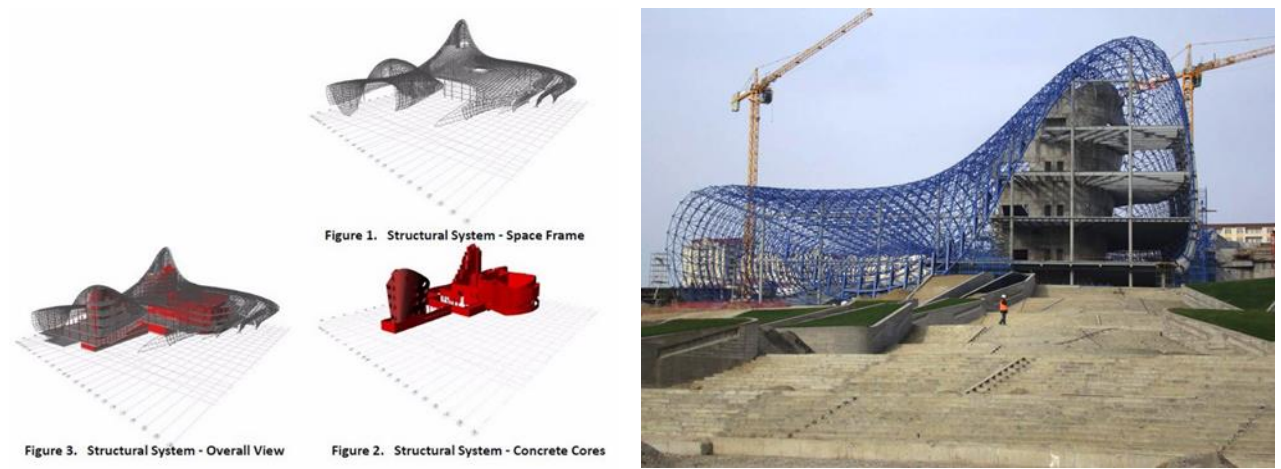 Figure 1.   Structural System - Space Frame
Figure 3.   Structural System - Overall View
Figure 2.   Structural System - Concrete Cores